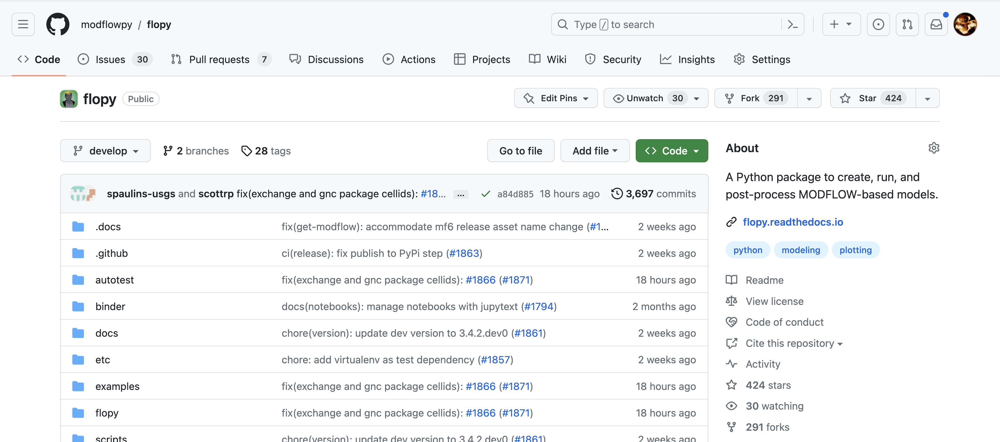 modflowpy / flopy
Type / to search
Code Issues 30 Pull requests 7 Discussions Actions Projects Wiki Security Insights Settings
flopy Public
Edit Pins Unwatch 30 Fork 291 Star 424
develop 2 branches 28 tags Go to file Add file Code
spaulins-usgs and scottrp fix(exchange and gnc package cellids): #18... ... a84d885 18 hours ago 3,697 commits
.docs fix(get-modflow): accommodate mf6 release asset name change (#1... 2 weeks ago
.github ci(release): fix publish to PyPi step (#1863) 2 weeks ago
autotest fix(exchange and gnc package cellids): #1866 (#1871) 18 hours ago
binder docs(notebooks): manage notebooks with jupytext (#1794) 2 months ago
docs chore(version): update dev version to 3.4.2.dev0 (#1861) 2 weeks ago
etc chore: add virtualenv as test dependency (#1857) 2 weeks ago
examples fix(exchange and gnc package cellids): #1866 (#1871) 18 hours ago
flopy fix(exchange and gnc package cellids): #1866 (#1871) 18 hours ago
scripts chore(version): update dev version to 3.4.2.dev0 (#1861) 2 weeks ago
About
A Python package to create, run, and
post-process MODFLOW-based models.
flopy.readthedocs.io
python modeling plotting
Readme
View license
Code of conduct
Cite this repository
Activity
424 stars
30 watching
291 forks